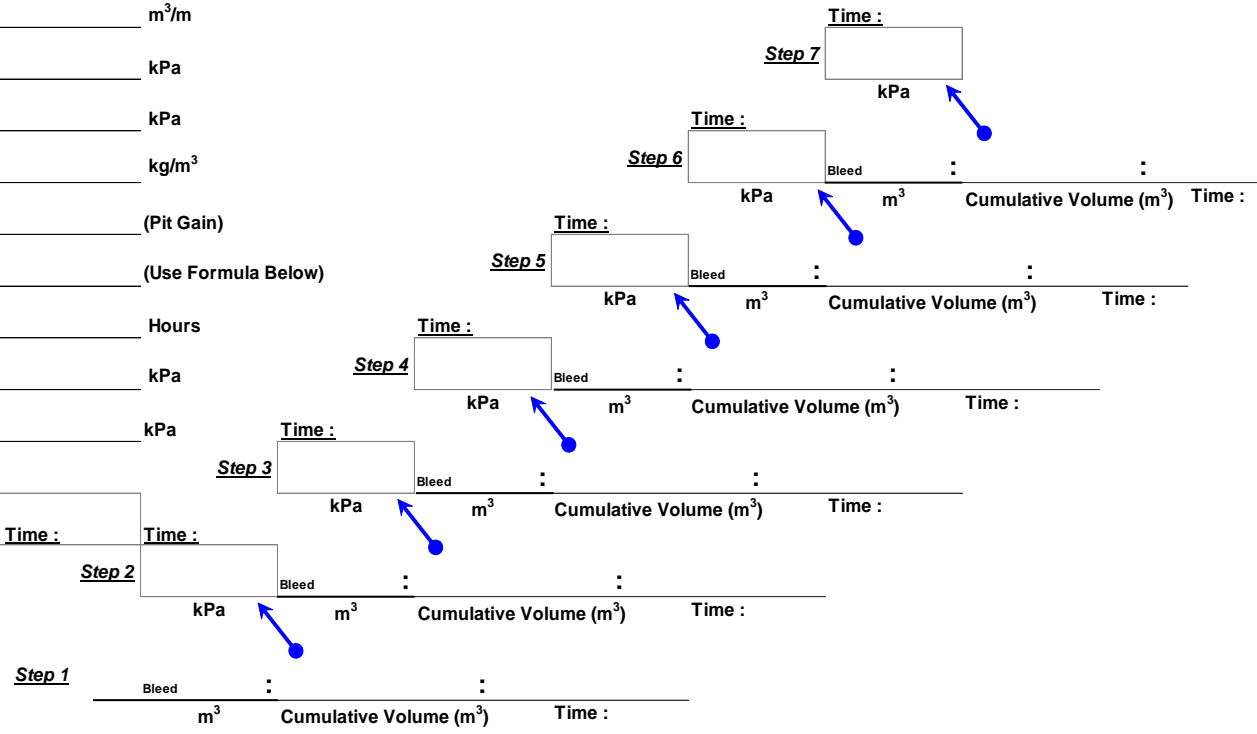 m³/m
Time :
Step 7
kPa
kPa
kPa
Time :
Step 6
kg/m³
Bleed : :
kPa
m³ Cumulative Volume (m³) Time :
(Pit Gain)
Time :
Step 5
(Use Formula Below)
Bleed : :
kPa
m³ Cumulative Volume (m³) Time :
Hours
Time :
Step 4
kPa
Bleed : :
kPa
m³ Cumulative Volume (m³) Time :
kPa
Time :
Step 3
Bleed : :
kPa
m³ Cumulative Volume (m³) Time :
Time : Time :
Step 2
Bleed : :
kPa
m³ Cumulative Volume (m³) Time :
Step 1
Bleed : :
m³ Cumulative Volume (m³) Time :